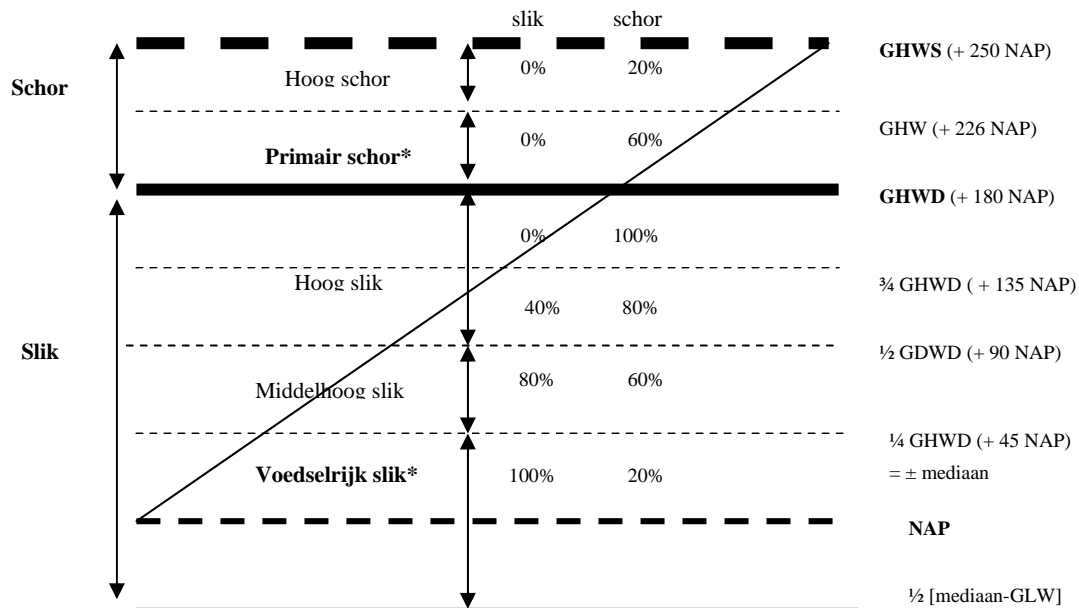 slik schor
GHWS (+ 250 NAP)
0% 20%
Hoog schor
Schor
GHW (+ 226 NAP)
0% 60%
Primair schor*
GHWD (+ 180 NAP)
0% 100%
Hoog slik
¾ GHWD ( + 135 NAP)
40% 80%
Slik
½ GDWD (+ 90 NAP)
80% 60%
Middelhoog slik
¼ GHWD (+ 45 NAP)
= ± mediaan
Voedselrijk slik* 100% 20%
NAP
½ [mediaan-GLW]